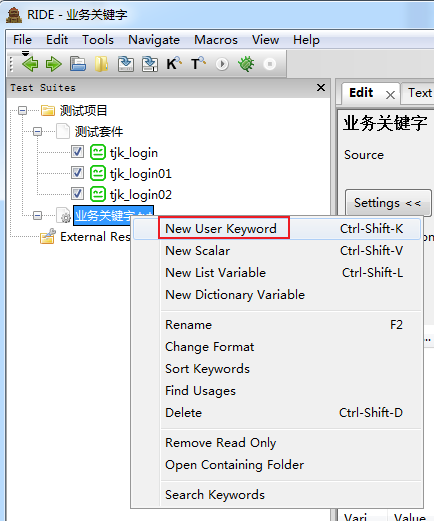 RIDE - 业务关键字
File Edit Tools Navigate Macros View Help
K T
Test Suites
Edit Text
测试项目
测试套件
tjk_login
tjk_login01
tjk_login02
业务关键字
External Res
业务关键字
Source
Settings <<
New User Keyword Ctrl-Shift-K
New Scalar Ctrl-Shift-V
New List Variable Ctrl-Shift-L
New Dictionary Variable
Rename F2
Change Format
Sort Keywords
Find Usages
Delete Ctrl-Shift-D
Remove Read Only
Open Containing Folder
Search Keywords
Vari... Value